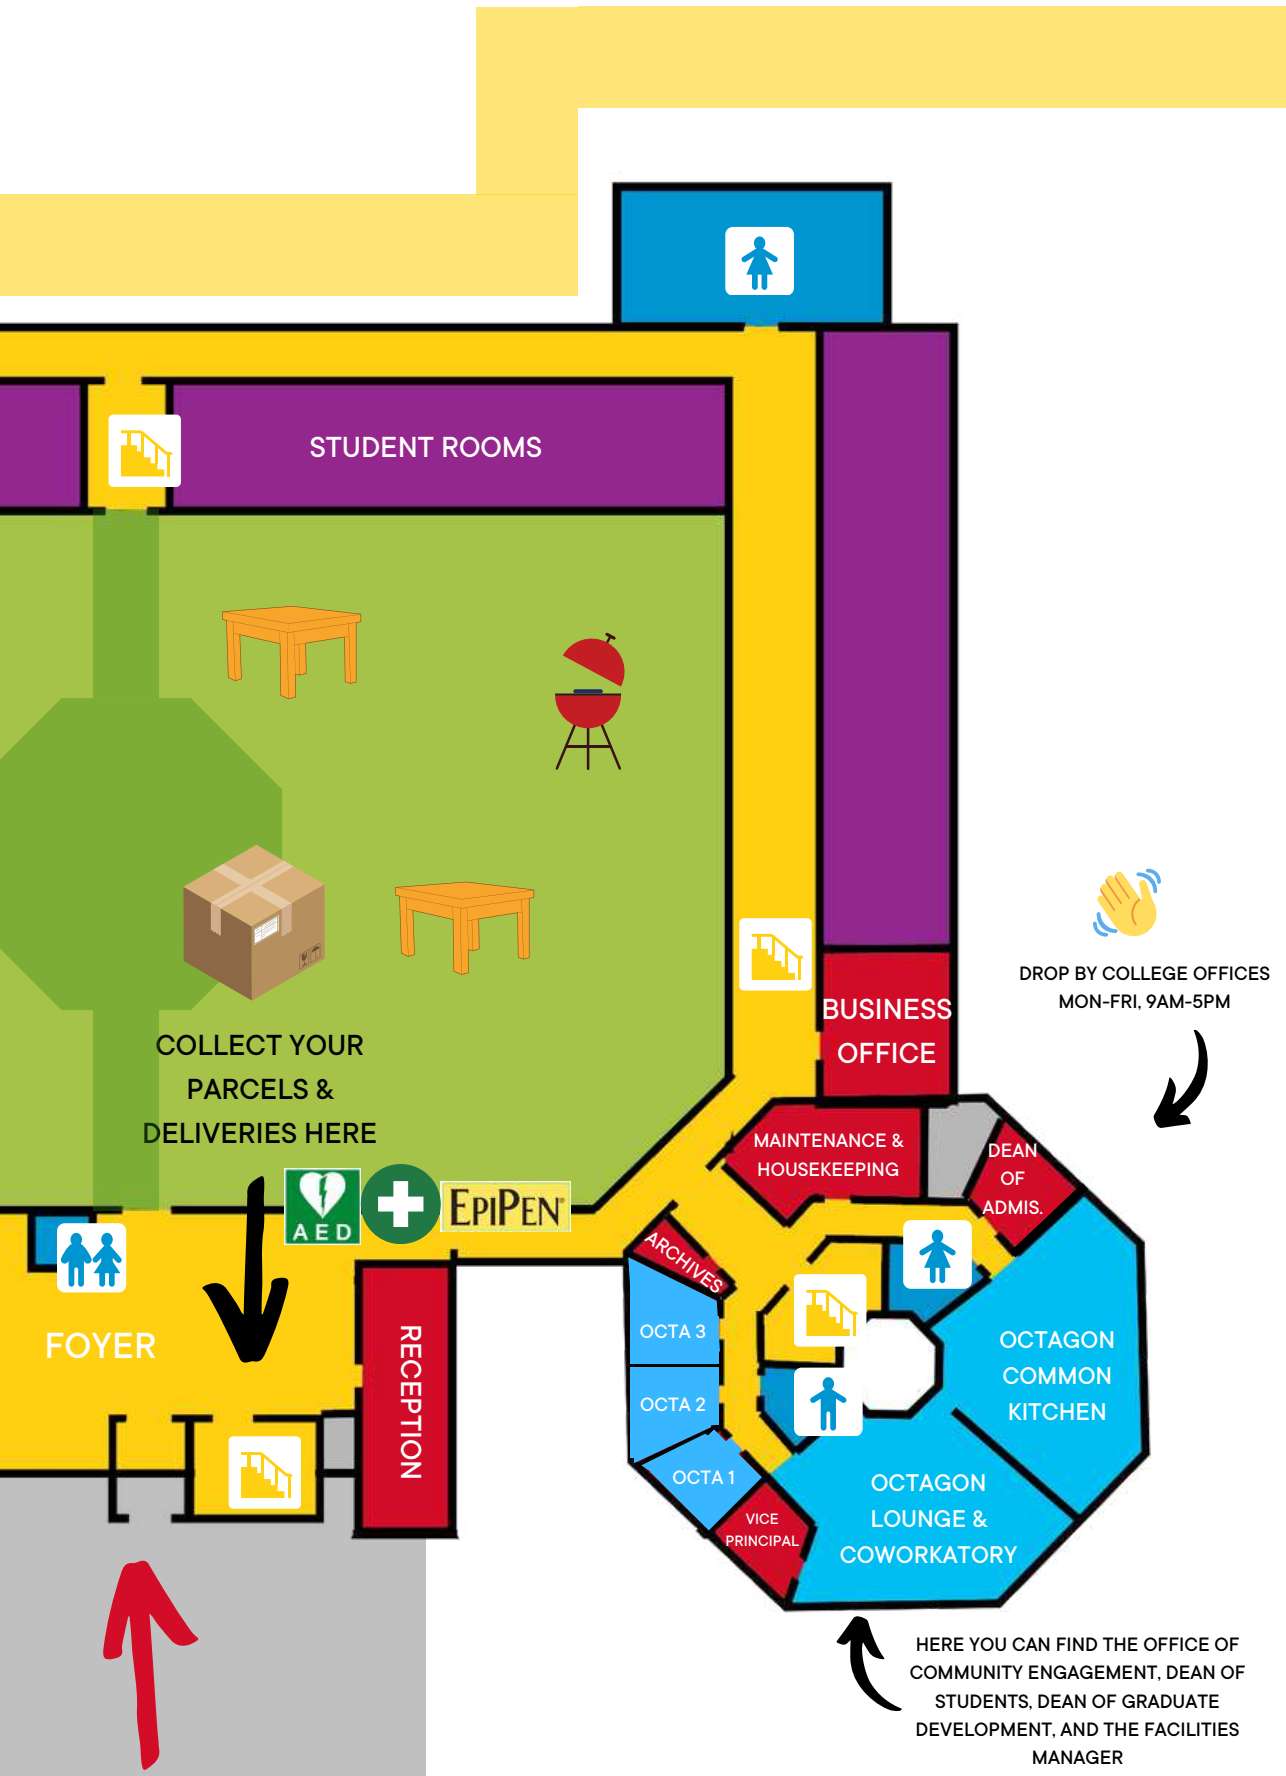 STUDENT ROOMS
DROP BY COLLEGE OFFICES
MON-FRI, 9AM-5PM
BUSINESS
OFFICE
COLLECT YOUR
PARCELS &
DELIVERIES HERE
MAINTENANCE &
HOUSEKEEPING
DEAN
OF
ADMIS.
AED
EPIPEN®
ARCHIVES
FOYER
RECEPTION
OCTA 3
OCTA 2
OCTA 1
OCTAGON
COMMON
KITCHEN
OCTAGON
LOUNGE &
COWORKATORY
VICE
PRINCIPAL
HERE YOU CAN FIND THE OFFICE OF
COMMUNITY ENGAGEMENT, DEAN OF
STUDENTS, DEAN OF GRADUATE
DEVELOPMENT, AND THE FACILITIES
MANAGER